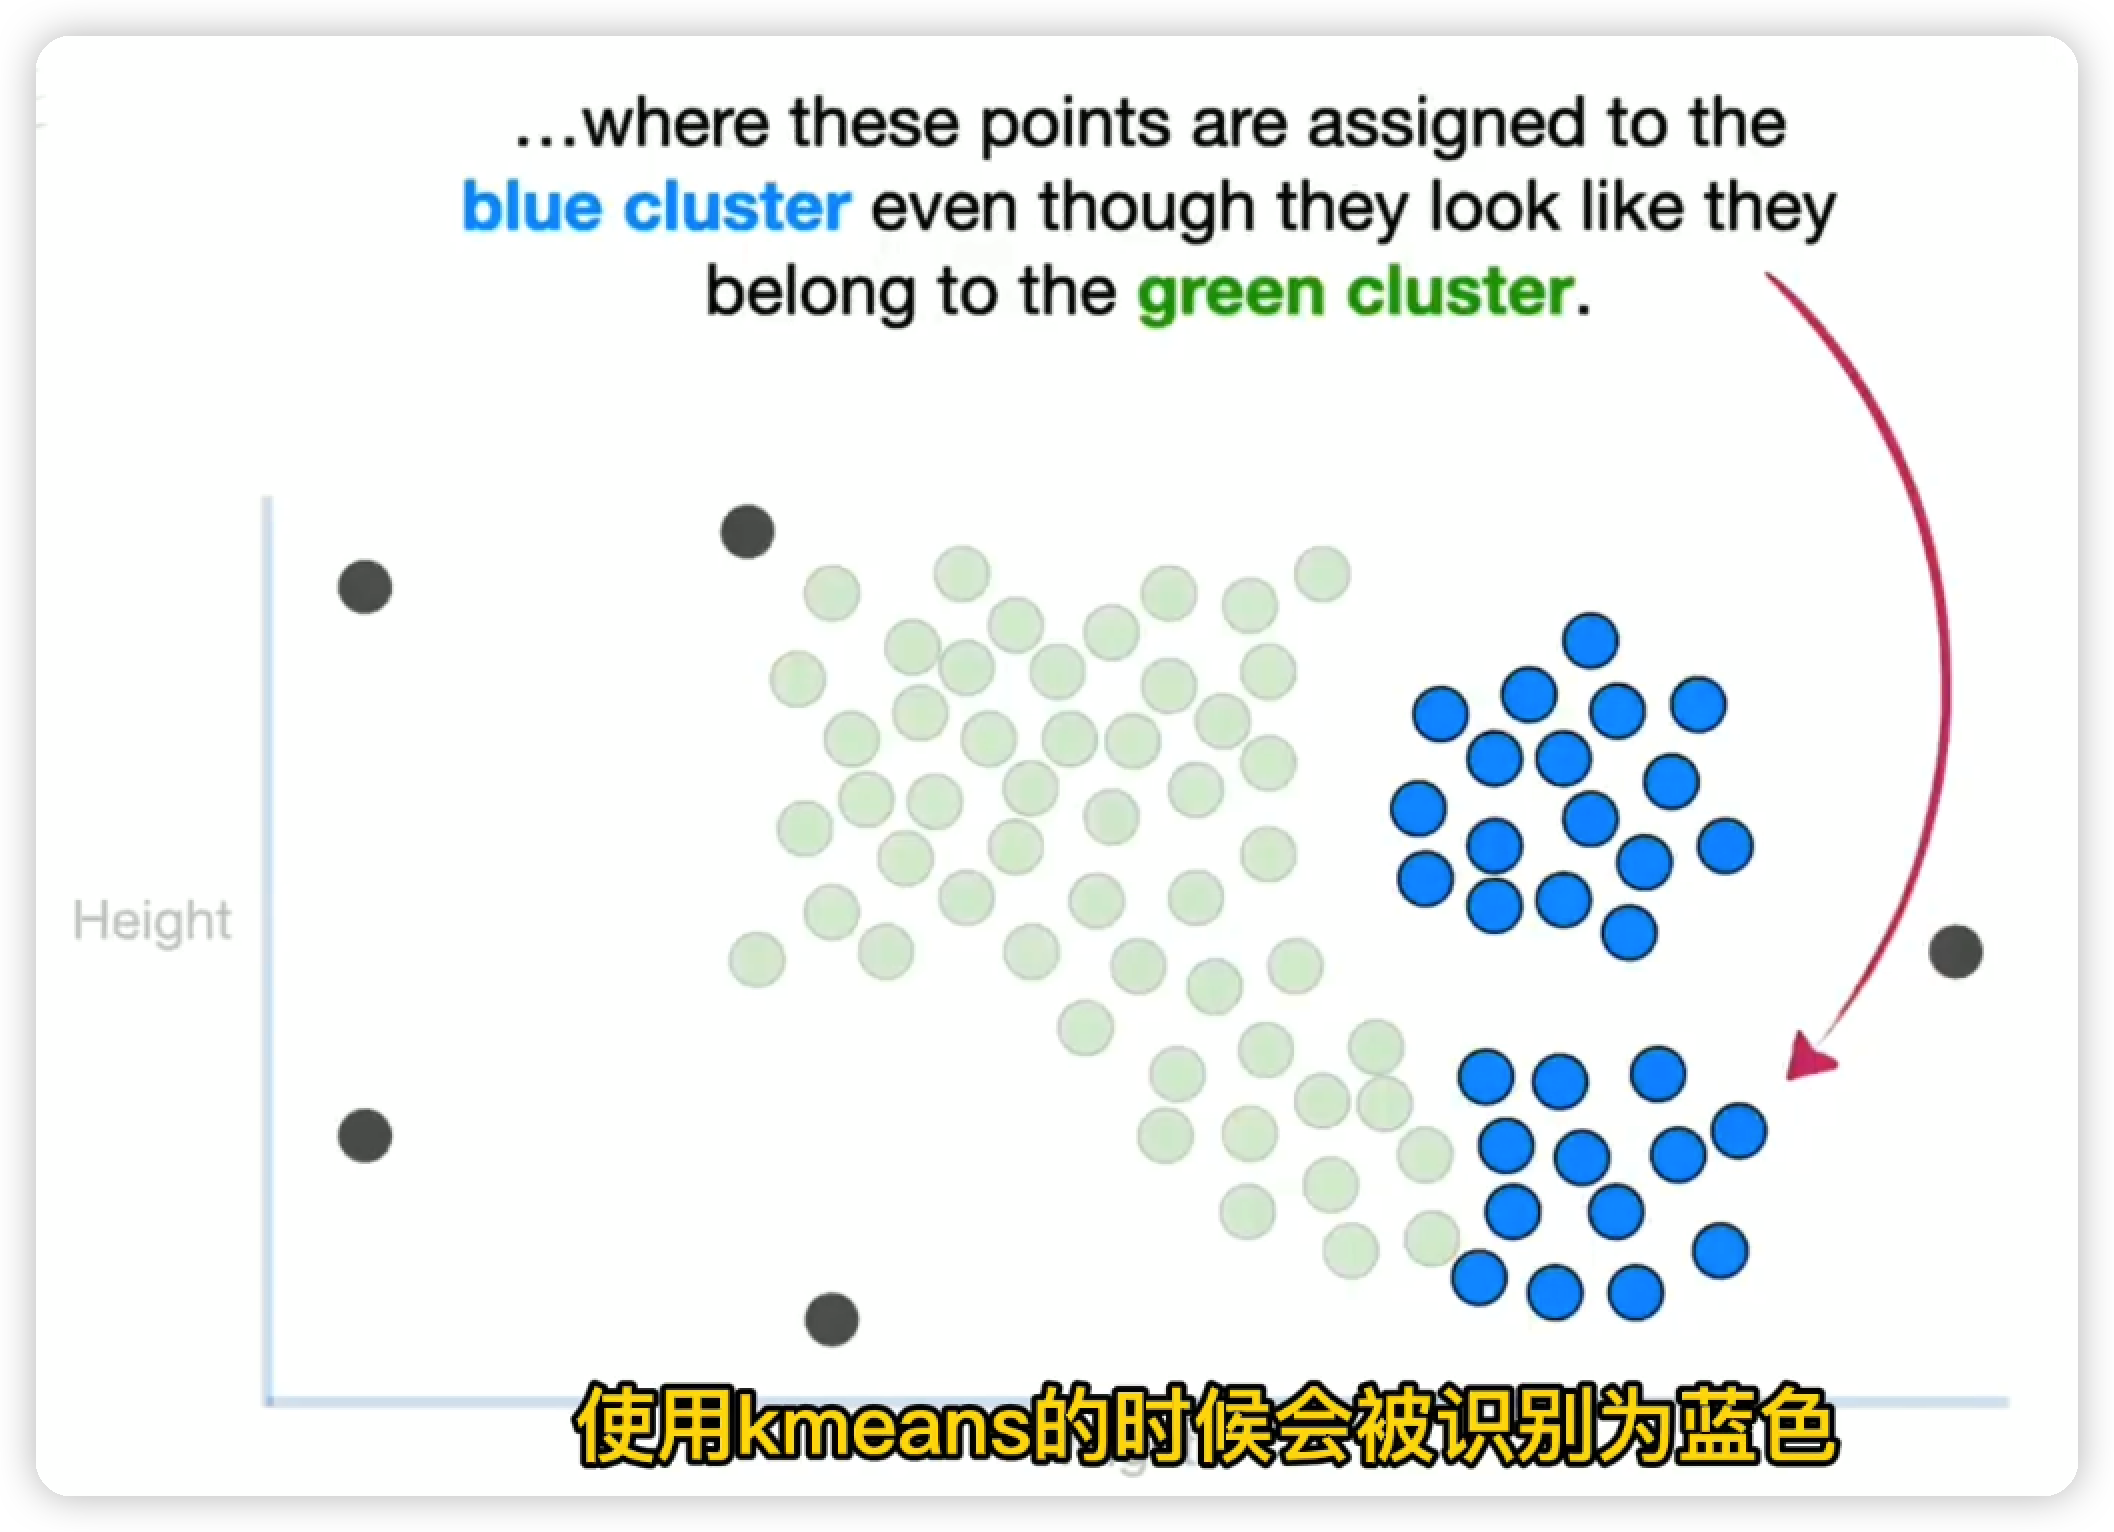 …where these points are assigned to the
blue cluster even though they look like they
belong to the green cluster.
Height
使用kmeans的时候会被识别为蓝色